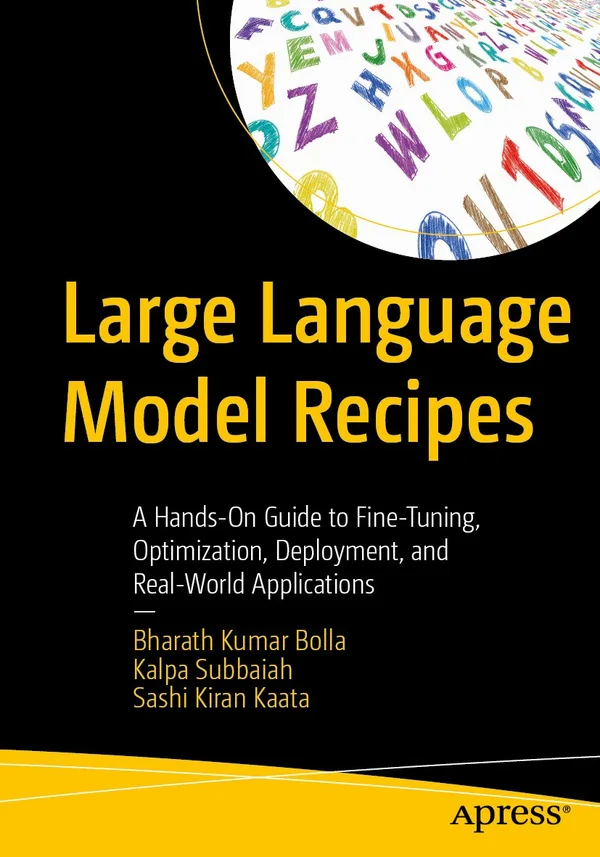 Large Language
Model Recipes
A Hands-On Guide to Fine-Tuning,
Optimization, Deployment, and
Real-World Applications
—
Bharath Kumar Bolla
Kalpa Subbaiah
Sashi Kiran Kaata
Apress®